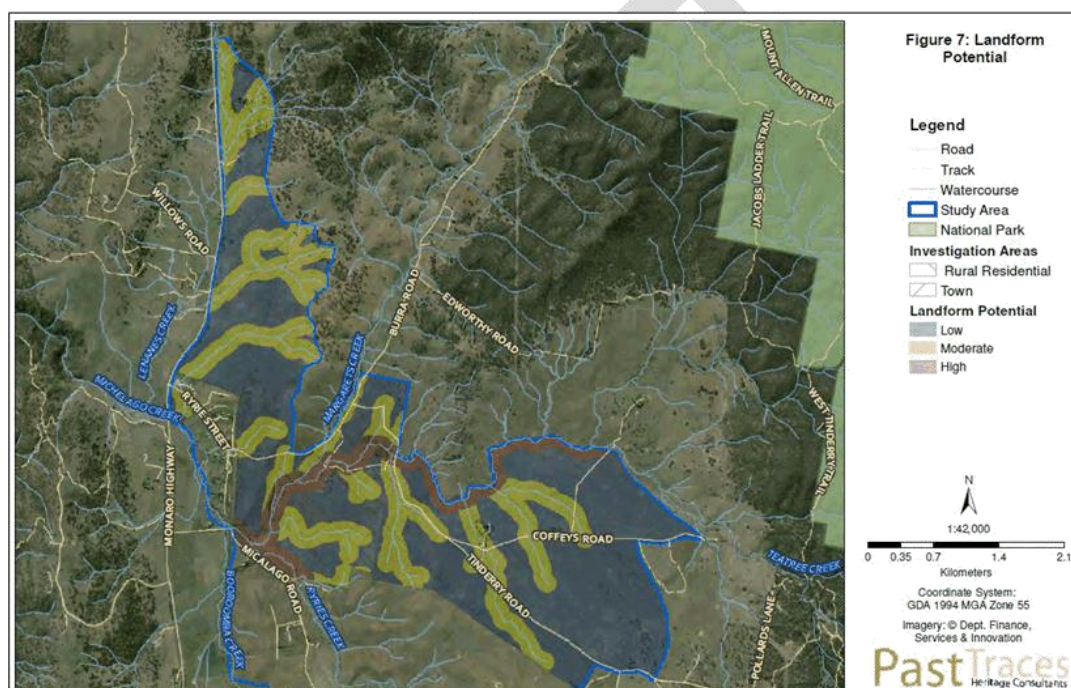 Figure 7: Landform
Potential
Legend
Road
Track
Watercourse
Study Area
National Park
Investigation Areas
Rural Residential
Town
Landform Potential
Low
Moderate
High
N
1:42,000
0 0.35 0.7 1.4 2.1
Kilometers
Coordinate System:
GDA 1994 MGA Zone 55
Imagery: © Dept. Finance,
Services & Innovation
PastTraces
Heritage Consultants
MOUNT ALLEN TRAIL
JACOBS LADDER TRAIL
WILLOWS ROAD
BURRA ROAD
EDWORTHY ROAD
LENANES CREEK
MARGARETS CREEK
MICHELAGO CREEK
RYRIE STREET
WEST TINDERRY TRAIL
MONARO HIGHWAY
COFFEYS ROAD
MICALAGO ROAD
TINDERRY ROAD
TEATREE CREEK
RYRIES CREEK
BOOROOMBA CREEK
POLLARDS LANE